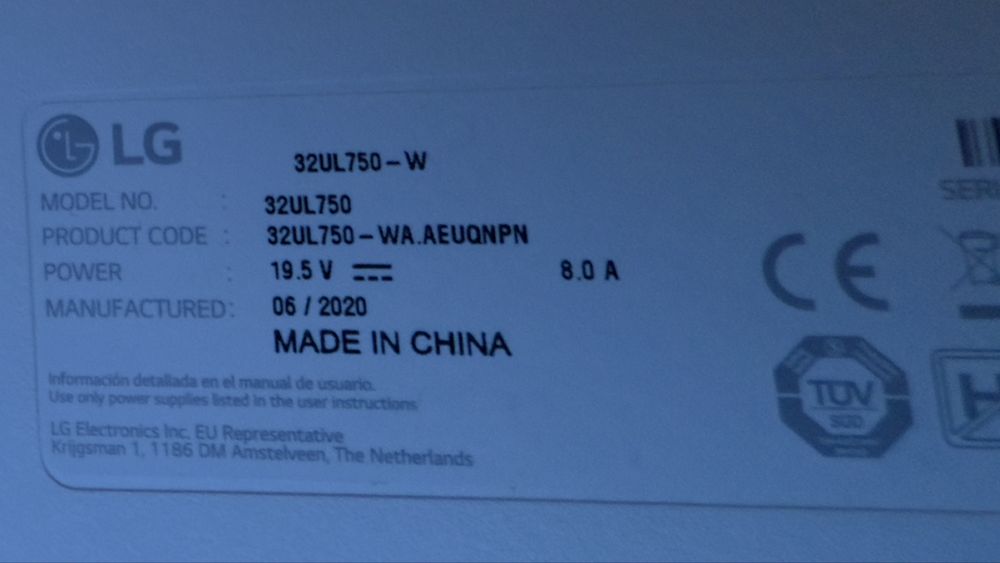 LG
32UL750-W
MODEL NO. : 32UL750
PRODUCT CODE : 32UL750-WA.AEUQNPN
POWER : 19.5 V 8.0 A
MANUFACTURED: 06 / 2020
MADE IN CHINA
Información detallada en el manual de usuario.
Use only power supplies listed in the user instructions
LG Electronics Inc. EU Representative
Krijgsman 1, 1186 DM Amstelveen, The Netherlands
CE
TÜV
SÜD